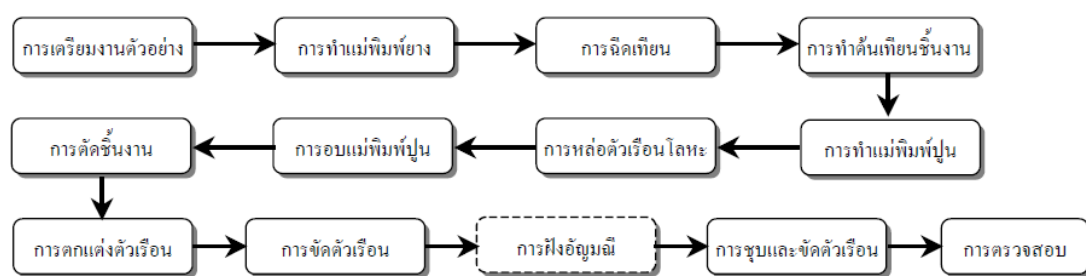 การเตรียมงานตัวอย่าง
การทำแม่พิมพ์ยาง
การฉีดเทียน
การทำต้นเทียนชิ้นงาน
การทำแม่พิมพ์ปูน
การหล่อตัวเรือนโลหะ
การอบแม่พิมพ์ปูน
การตัดชิ้นงาน
การตกแต่งตัวเรือน
การขัดตัวเรือน
การฝังอัญมณี
การชุบและขัดตัวเรือน
การตรวจสอบ